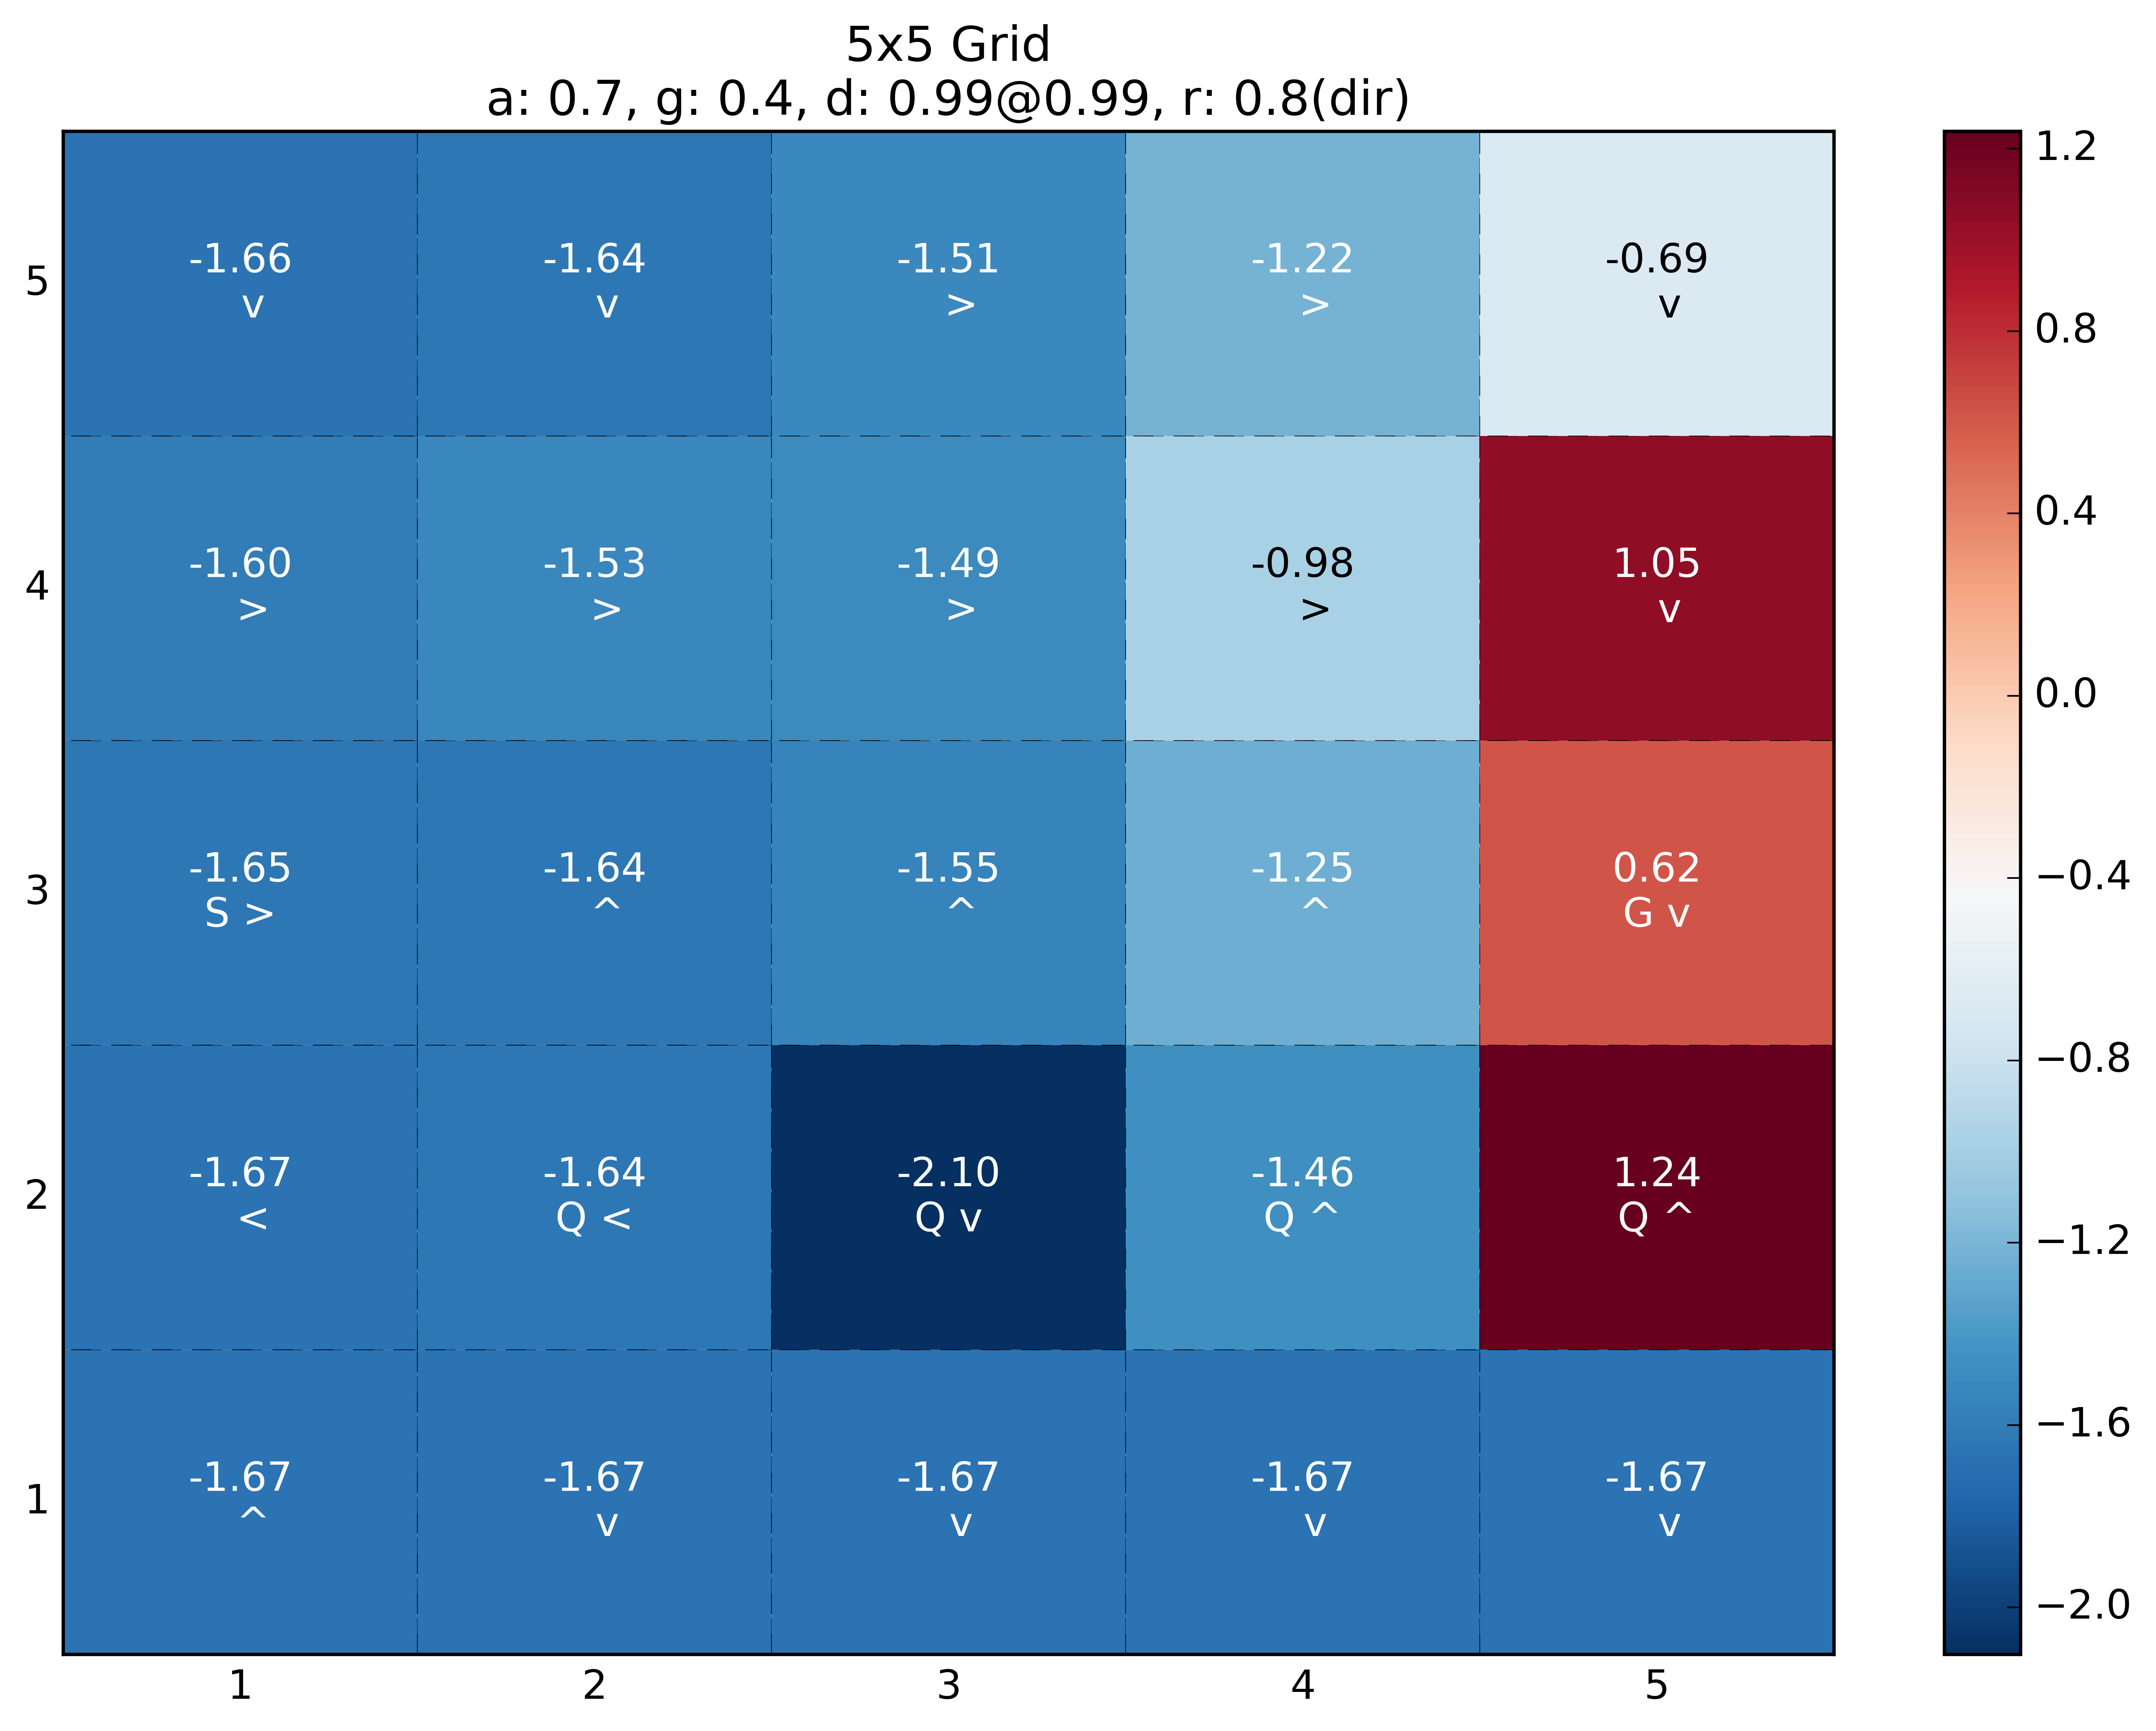 5x5 Grid
a: 0.7, g: 0.4, d: 0.99@0.99, r: 0.8(dir)
5
-1.66 -1.64 -1.51 -1.22 -0.69
v v > > v
4
-1.60 -1.53 -1.49 -0.98 1.05
> > > > v
3
-1.65 -1.64 -1.55 -1.25 0.62
S > ^ ^ ^ G v
2
-1.67 -1.64 -2.10 -1.46 1.24
< Q < Q v Q ^ Q ^
1
-1.67 -1.67 -1.67 -1.67 -1.67
^ v v v v
1 2 3 4 5
1.2
0.8
0.4
0.0
−0.4
−0.8
−1.2
−1.6
−2.0